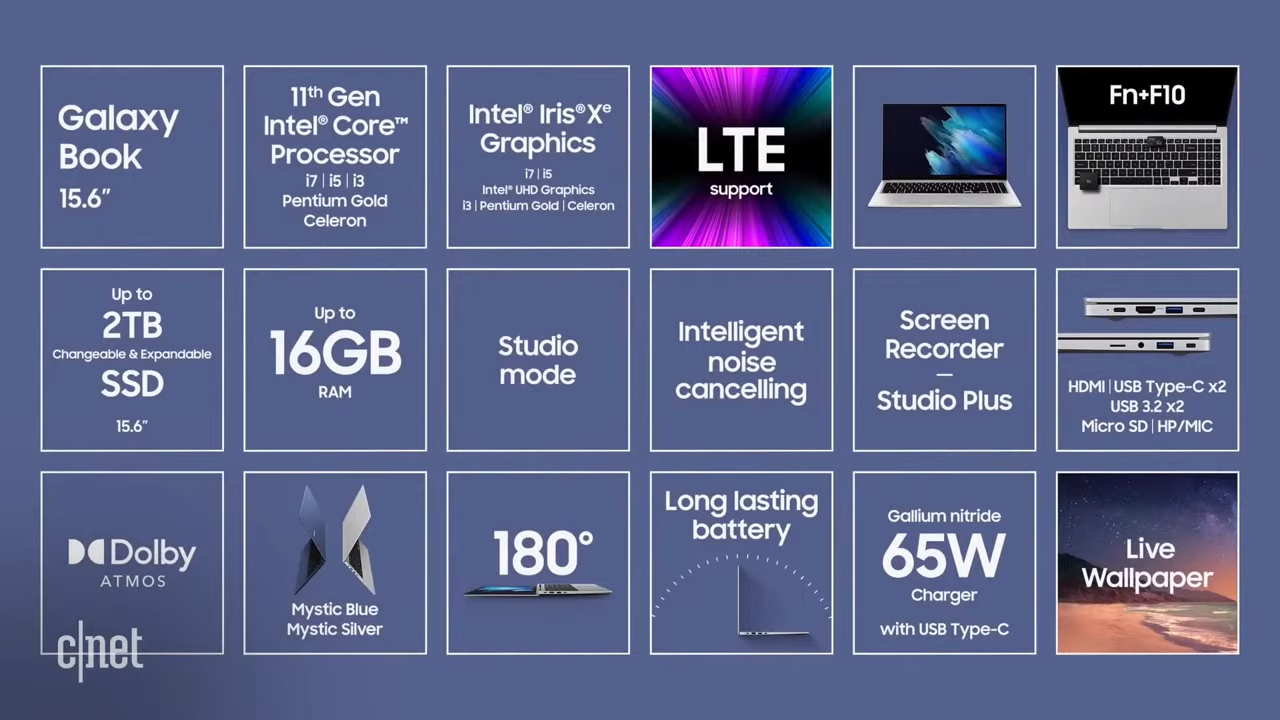 Galaxy
Book
15.6”
11th Gen
Intel® Core™
Processor
i7 | i5 | i3
Pentium Gold
Celeron
Intel® Iris® Xe
Graphics
i7 | i5
Intel® UHD Graphics
i3 | Pentium Gold | Celeron
LTE
support
Fn+F10
Up to
2TB
Changeable & Expandable
SSD
15.6”
Up to
16GB
RAM
Studio
mode
Intelligent
noise
cancelling
Screen
Recorder
—
Studio Plus
HDMI | USB Type-C x2
USB 3.2 x2
Micro SD | HP/MIC
Dolby
ATMOS
Mystic Blue
Mystic Silver
180°
Long lasting
battery
Gallium nitride
65W
Charger
with USB Type-C
Live
Wallpaper
c|net